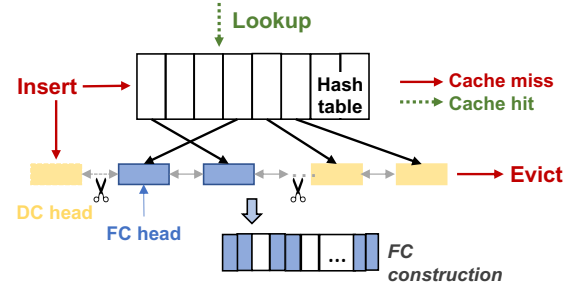 Lookup
Insert
Hash
table
Cache miss
Cache hit
Evict
DC head
FC head
...
FC
construction